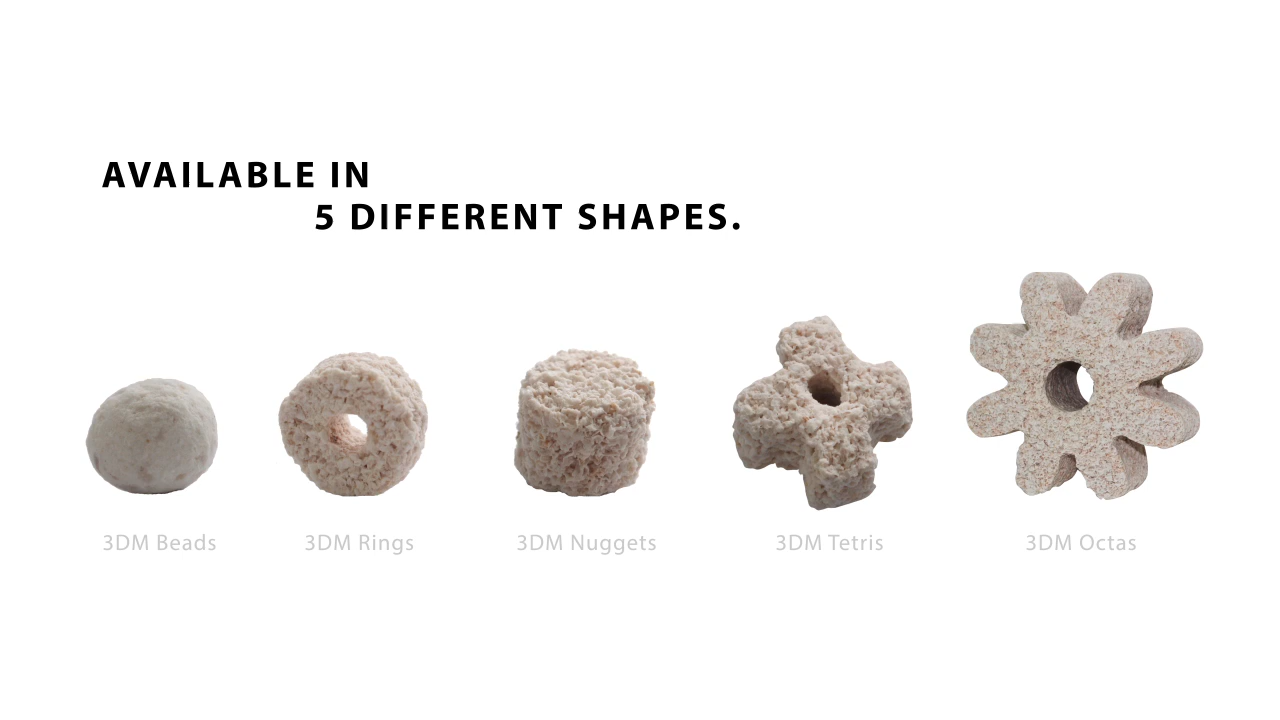 AVAILABLE IN
5 DIFFERENT SHAPES.
3DM Beads
3DM Rings
3DM Nuggets
3DM Tetris
3DM Octas